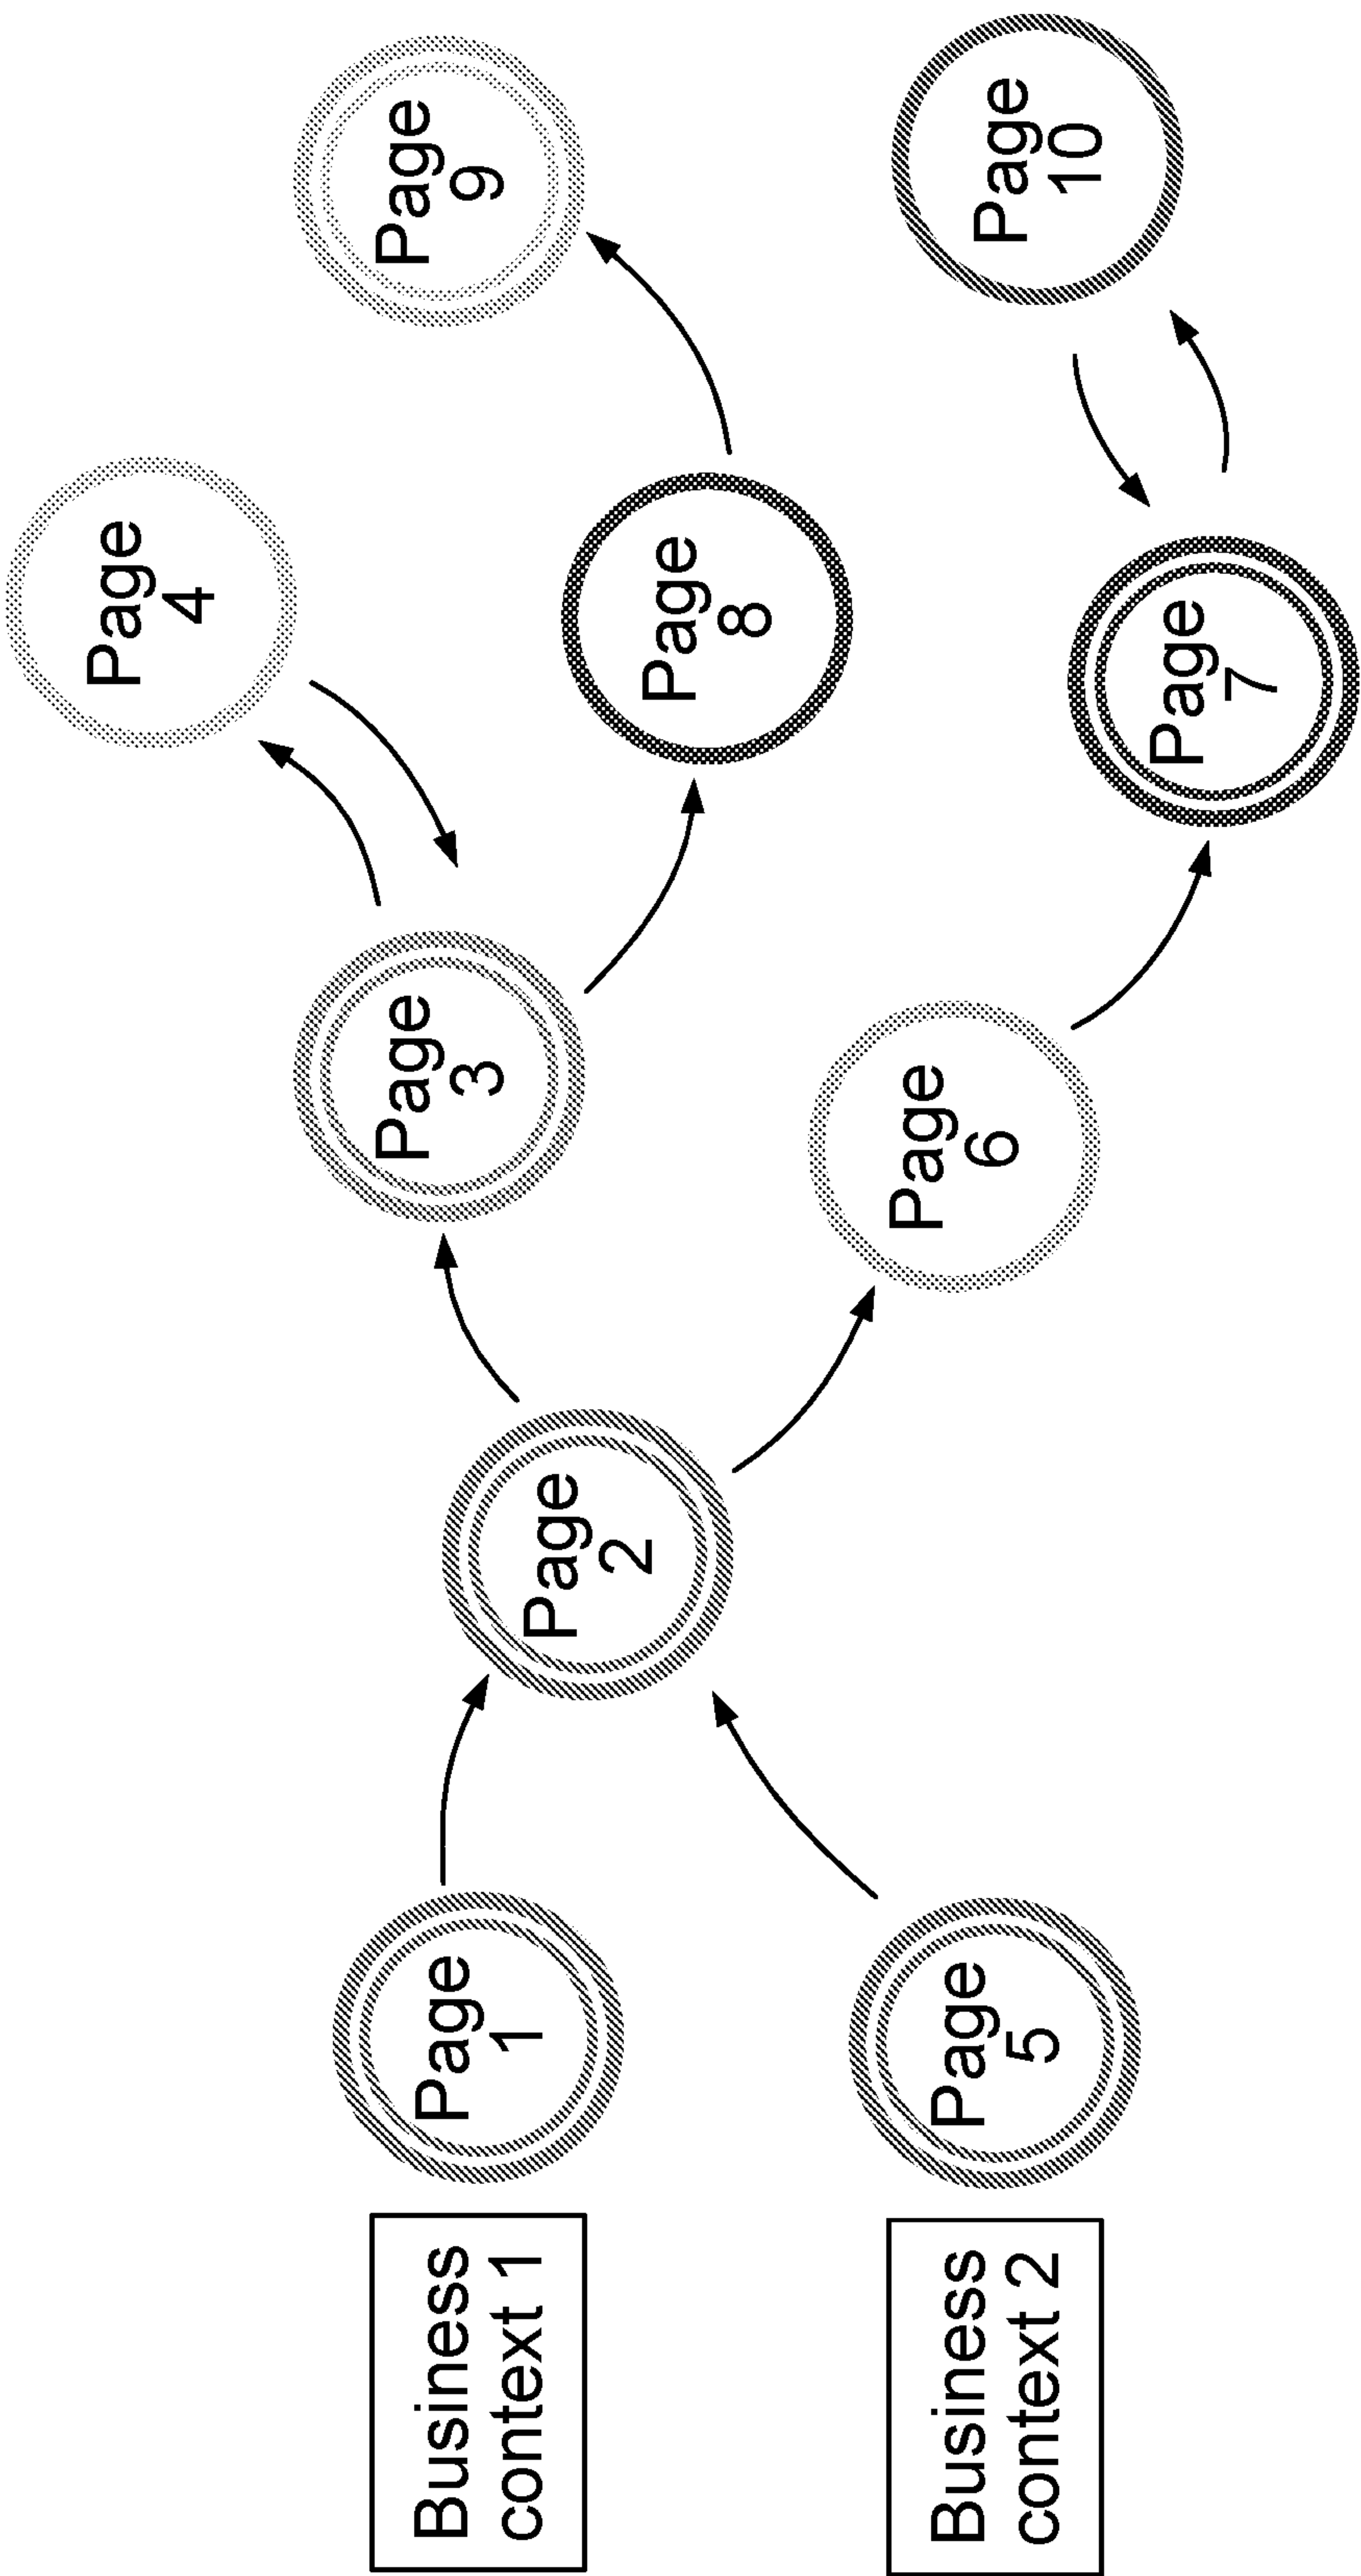 Business
context 1
Page
1
Page
2
Page
3
Page
4
Page
8
Page
9
Business
context 2
Page
5
Page
6
Page
7
Page
10